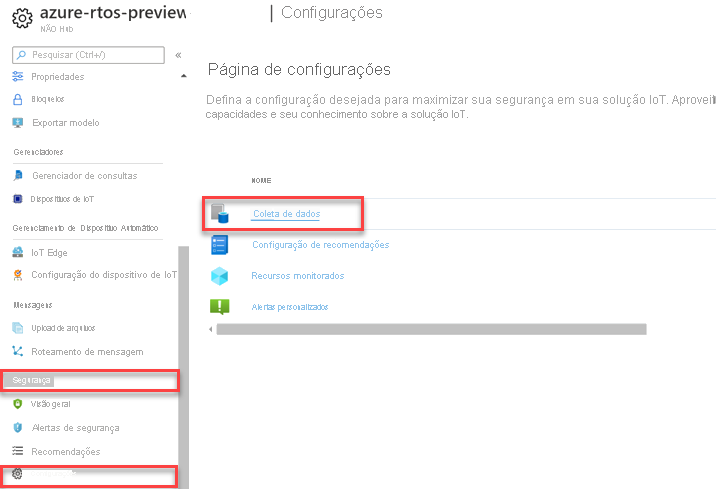 azure-rtos-preview
| Configurações
NÃO Hub
Pesquisar (Ctrl+/)
«
Propriedades
Bloqueios
Exportar modelo
Gerenciadores
Gerenciador de consultas
Dispositivos de IoT
Gerenciamento de Dispositivo Automático
IoT Edge
Configuração do dispositivo de IoT
Mensagens
Upload de arquivos
Roteamento de mensagem
Segurança
Visão geral
Alertas de segurança
Recomendações
Página de configurações
Defina a configuração desejada para maximizar sua segurança em sua solução IoT. Aproveit
capacidades e seu conhecimento sobre a solução IoT.
NOME
Coleta de dados
Configuração de recomendações
Recursos monitorados
Alertas personalizados